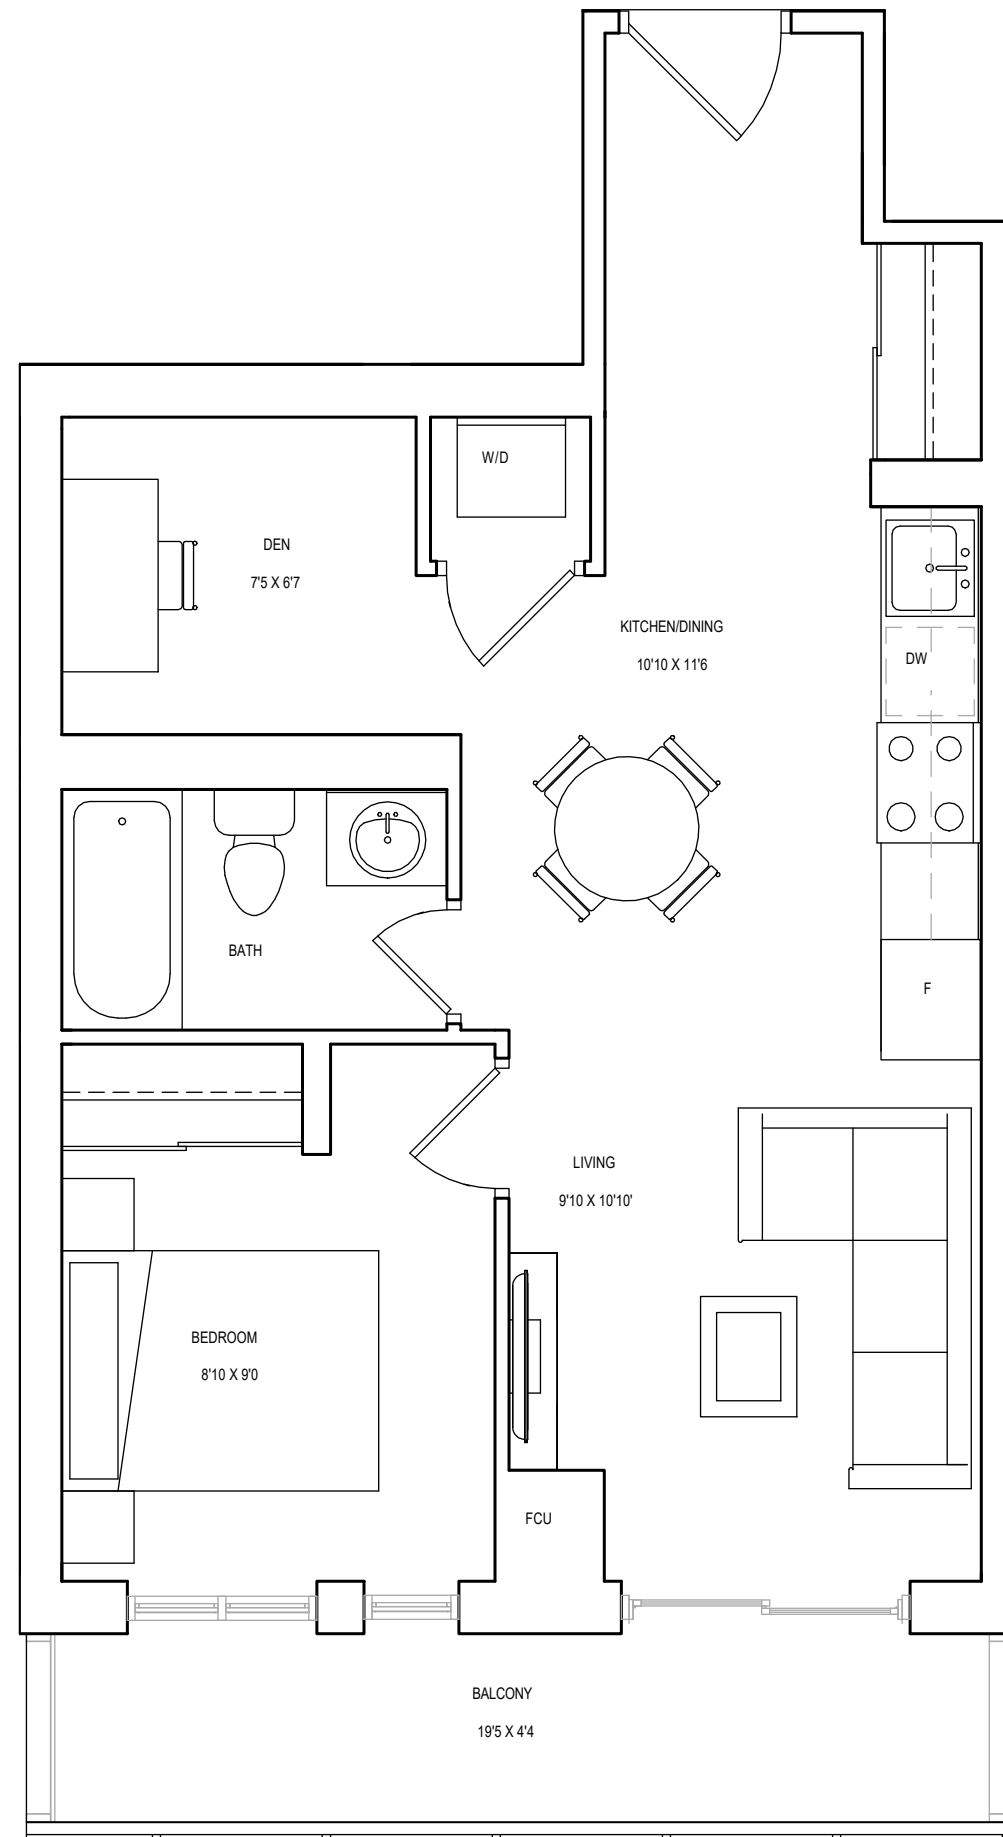 W/D
DEN
7'5 X 6'7
KITCHEN/DINING
10'10 X 11'6
DW
BATH
F
LIVING
9'10 X 10'10'
BEDROOM
8'10 X 9'0
FCU
BALCONY
19'5 X 4'4